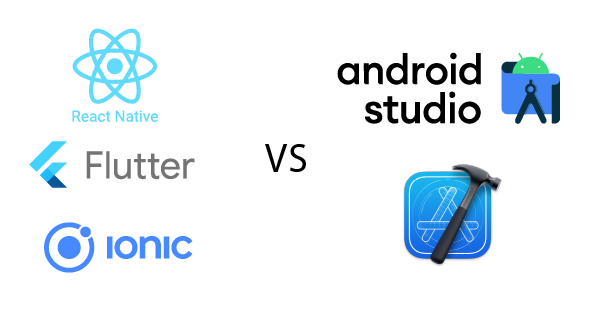 React Native
Flutter
IONIC
VS
android
studio